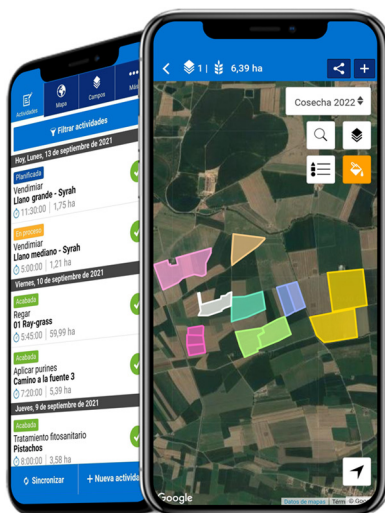 Actividades
Mapa
Campos
Filtrar actividades
Hoy, Lunes, 13 de septiembre de 2021
Planificada
Vendimiar
Llano grande - Syrah
11:30:00 | 1,75 ha
En proceso
Vendimiar
Llano mediano - Syrah
5:00:00 | 1,21 ha
Viernes, 10 de septiembre de 2021
Acabada
Regar
01 Ray-grass
5:45:00 | 59,99 ha
Acabada
Aplicar purines
Camino a la fuente 3
7:20:00 | 5,39 ha
Jueves, 9 de septiembre de 2021
Acabada
Tratamiento fitosanitario
Pistachos
8:00:00 | 3,58 ha
Sincronizar
+ Nueva activida
1 | 6,39 ha
Cosecha 2022
Google
Datos de mapas